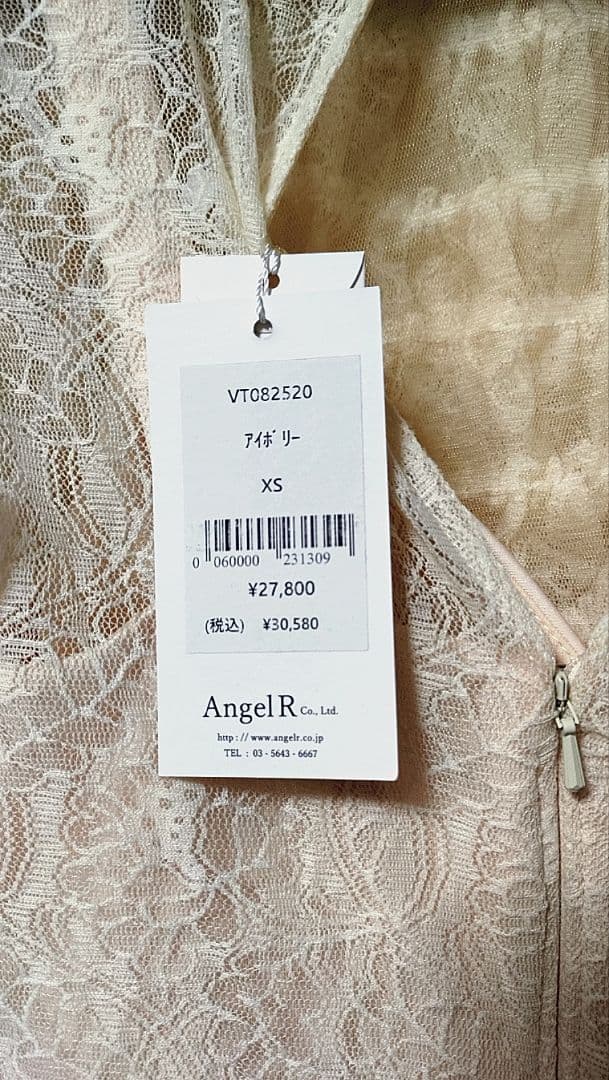 VT082520
ｱｲﾎﾞﾘｰ
XS
0 060000 231309
¥27,800
(税込) ¥30,580
Angel R Co., Ltd.
http : // www.angelr.co.jp
TEL : 03 - 5643 - 6667